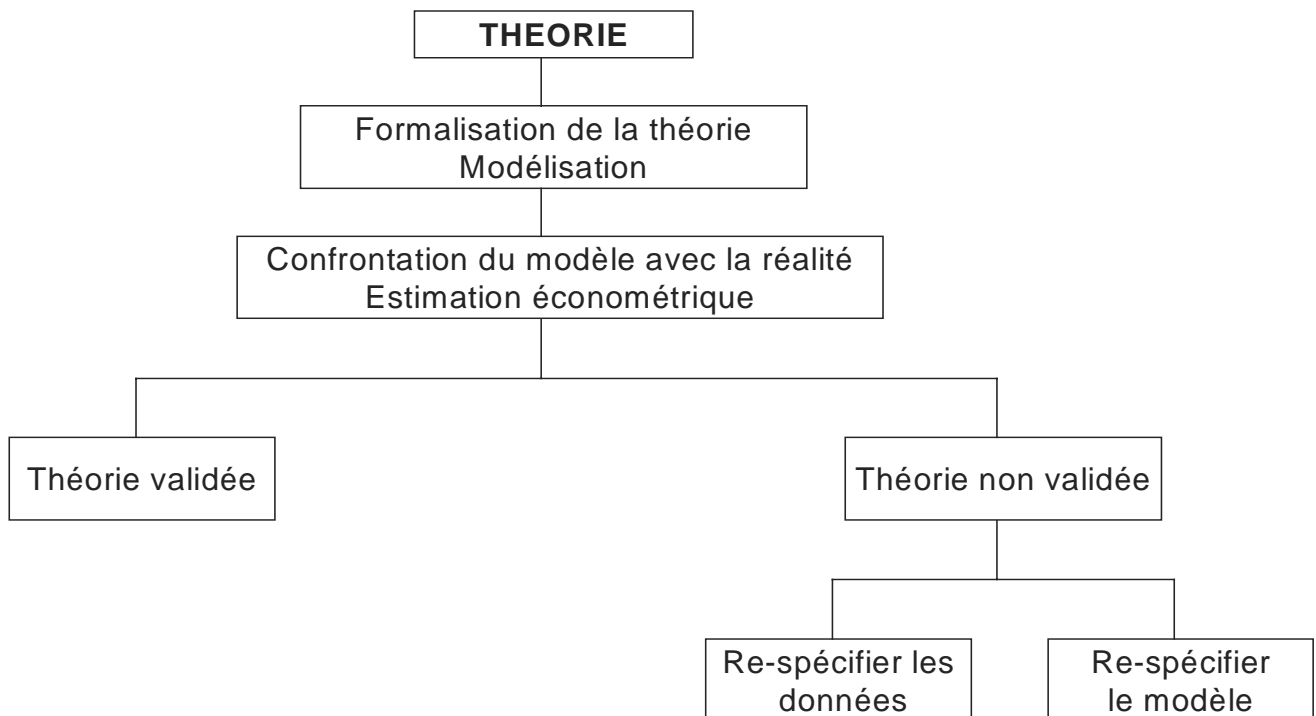 THEORIE
Formalisation de la théorie
Modélisation
Confrontation du modèle avec la réalité
Estimation économétrique
Théorie validée
Théorie non validée
Re-spécifier les
données
Re-spécifier
le modèle